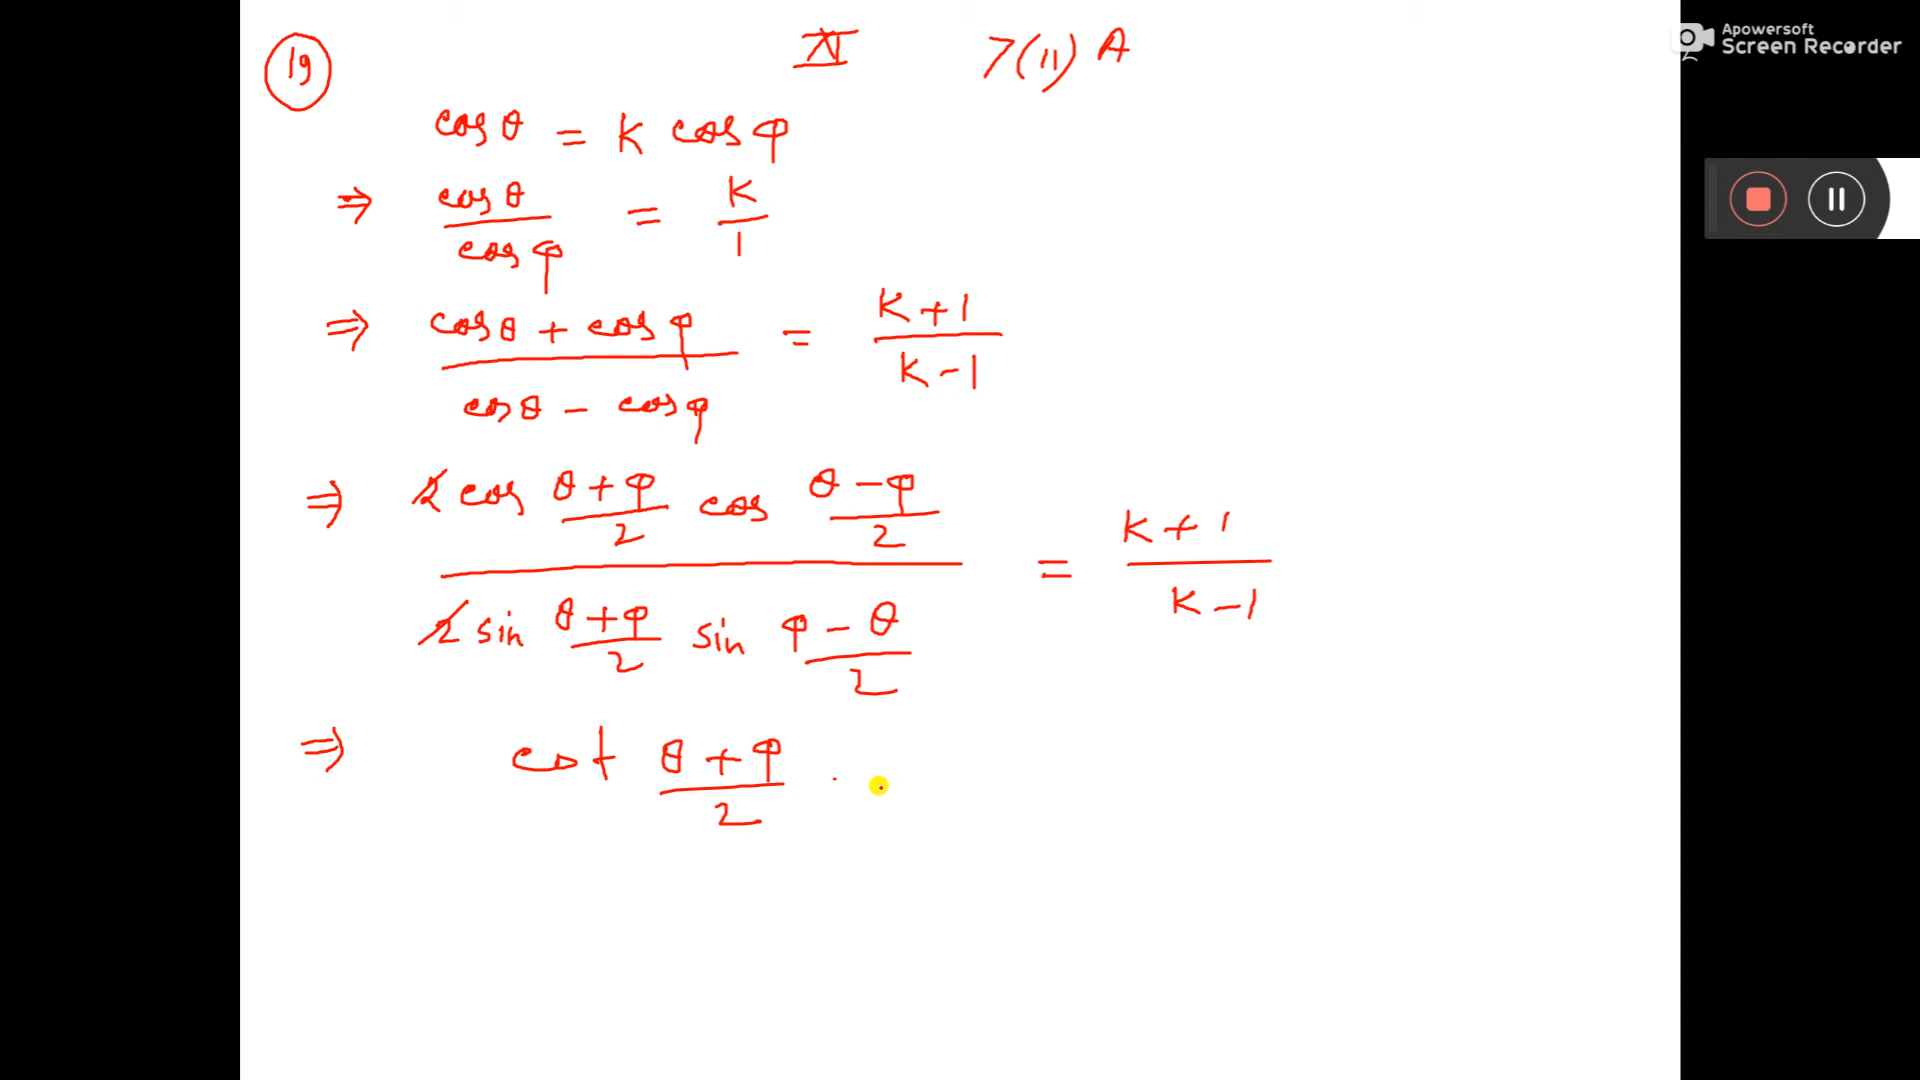 19 XI 7(11) A
cos θ = K cos φ
⇒ cos θ / cos φ = K / 1
⇒ (cos θ + cos φ) / (cos θ - cos φ) = (K + 1) / (K - 1)
⇒ (2 cos (θ + φ)/2 cos (θ - φ)/2) / (2 sin (θ + φ)/2 sin (φ - θ)/2) = (K + 1) / (K - 1)
⇒ cot (θ + φ)/2 .
Apowersoft
Screen Recorder